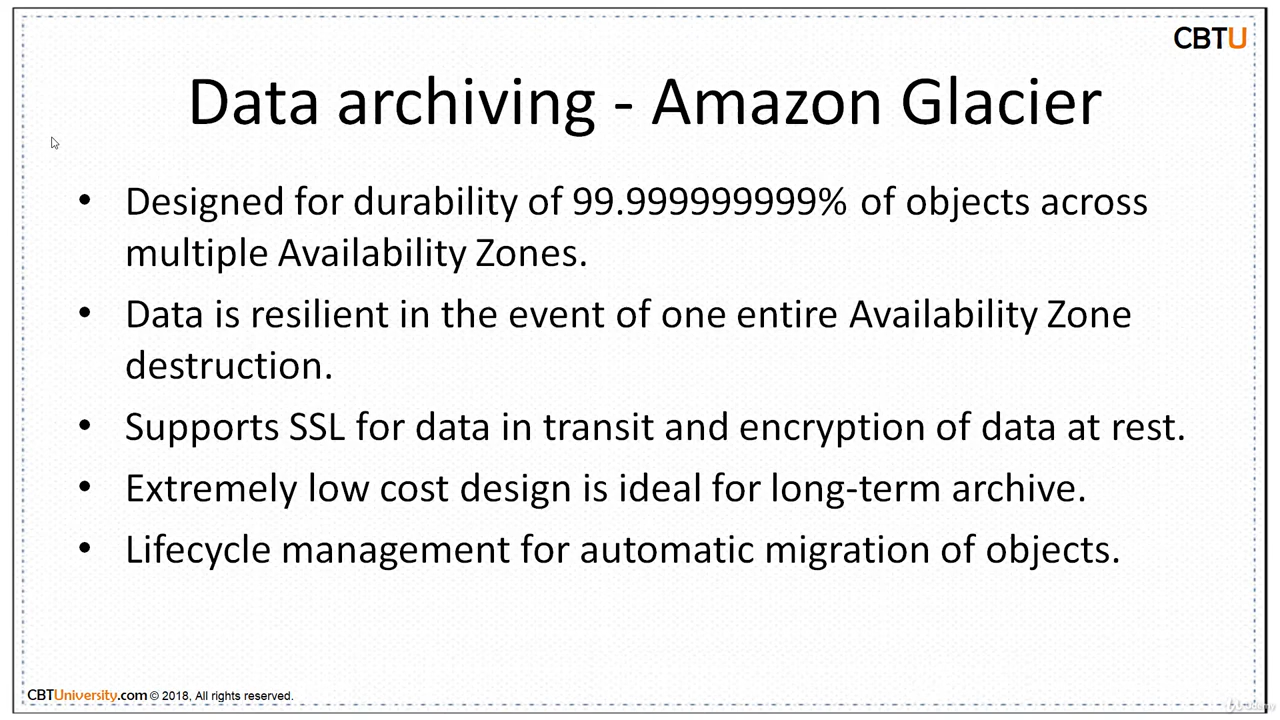 CBTU
Data archiving - Amazon Glacier
• Designed for durability of 99.999999999% of objects across
multiple Availability Zones.
• Data is resilient in the event of one entire Availability Zone
destruction.
• Supports SSL for data in transit and encryption of data at rest.
• Extremely low cost design is ideal for long-term archive.
• Lifecycle management for automatic migration of objects.
CBTUniversity.com © 2018, All rights reserved.